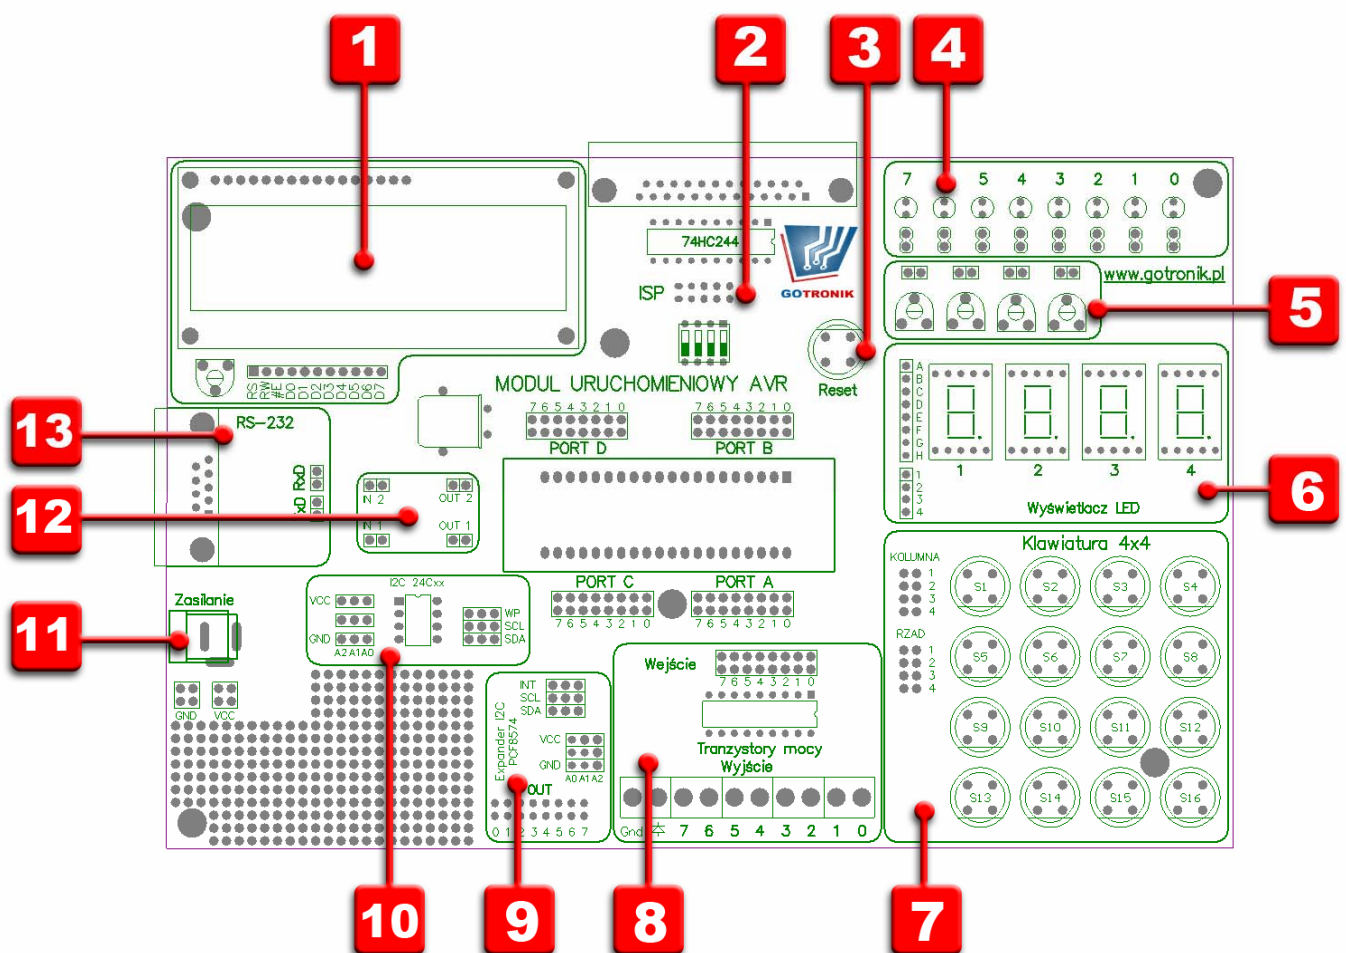 1
2
3
4
7 5 4 3 2 1 0
74HC244
GOTRONIK
www.gotronik.pl
ISP
5
Reset
RS
RW
#E
D0
D1
D2
D3
D4
D5
D6
D7
MODUL URUCHOMIENIOWY AVR
7 6 5 4 3 2 1 0
PORT D
7 6 5 4 3 2 1 0
PORT B
A
B
C
D
E
F
G
H
1 2 3 4
1
2
3
4
Wyświetlacz LED
6
13
RS-232
RxD
12
IN 2
OUT 2
IN 1
OUT 1
Klawiatura 4x4
KOLUMNA
1
2
3
4
RZAD
1
2
3
4
S1 S2 S3 S4
S5 S6 S7 S8
S9 S10 S11 S12
S13 S14 S15 S16
PORT C
7 6 5 4 3 2 1 0
PORT A
7 6 5 4 3 2 1 0
I2C 24Cxx
VCC
GND
A2 A1 A0
WP
SCL
SDA
Zasilanie
11
GND VCC
Expander I2C
PCF8574
INT
SCL
SDA
VCC
GND
A0 A1 A2
OUT
0 1 2 3 4 5 6 7
Wejście
7 6 5 4 3 2 1 0
Tranzystory mocy
Wyjście
Gnd 7 6 5 4 3 2 1 0
10
9
8
7